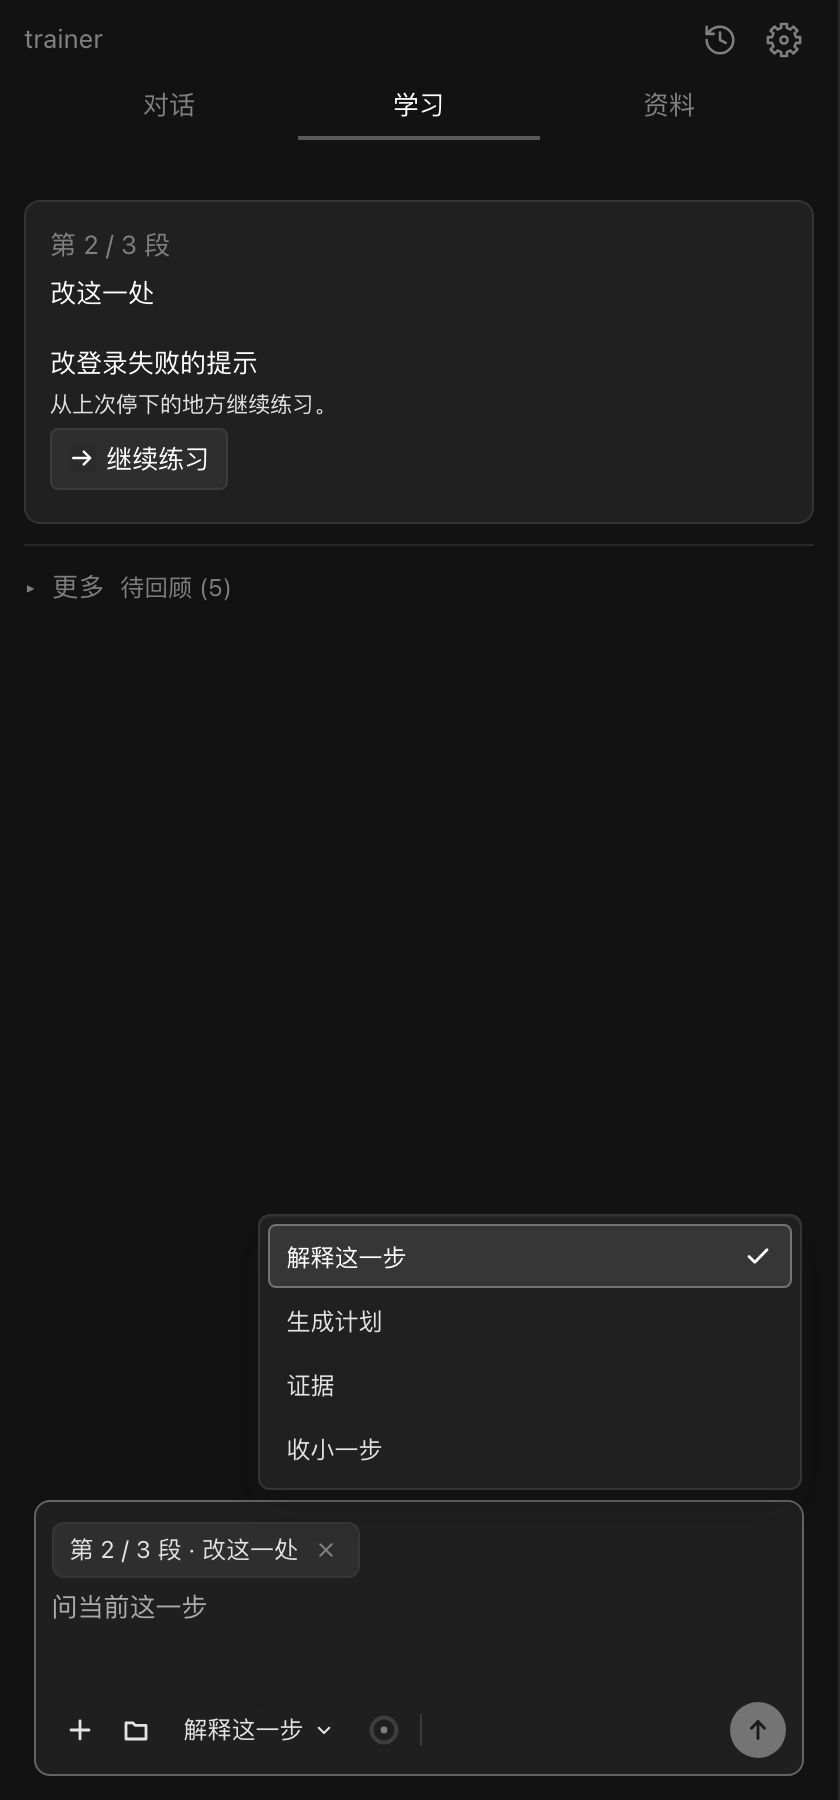 trainer
对话
学习
资料
第 2 / 3 段
改这一处
改登录失败的提示
从上次停下的地方继续练习。
继续练习
更多 待回顾 (5)
解释这一步
生成计划
证据
收小一步
第 2 / 3 段 · 改这一处
问当前这一步
解释这一步